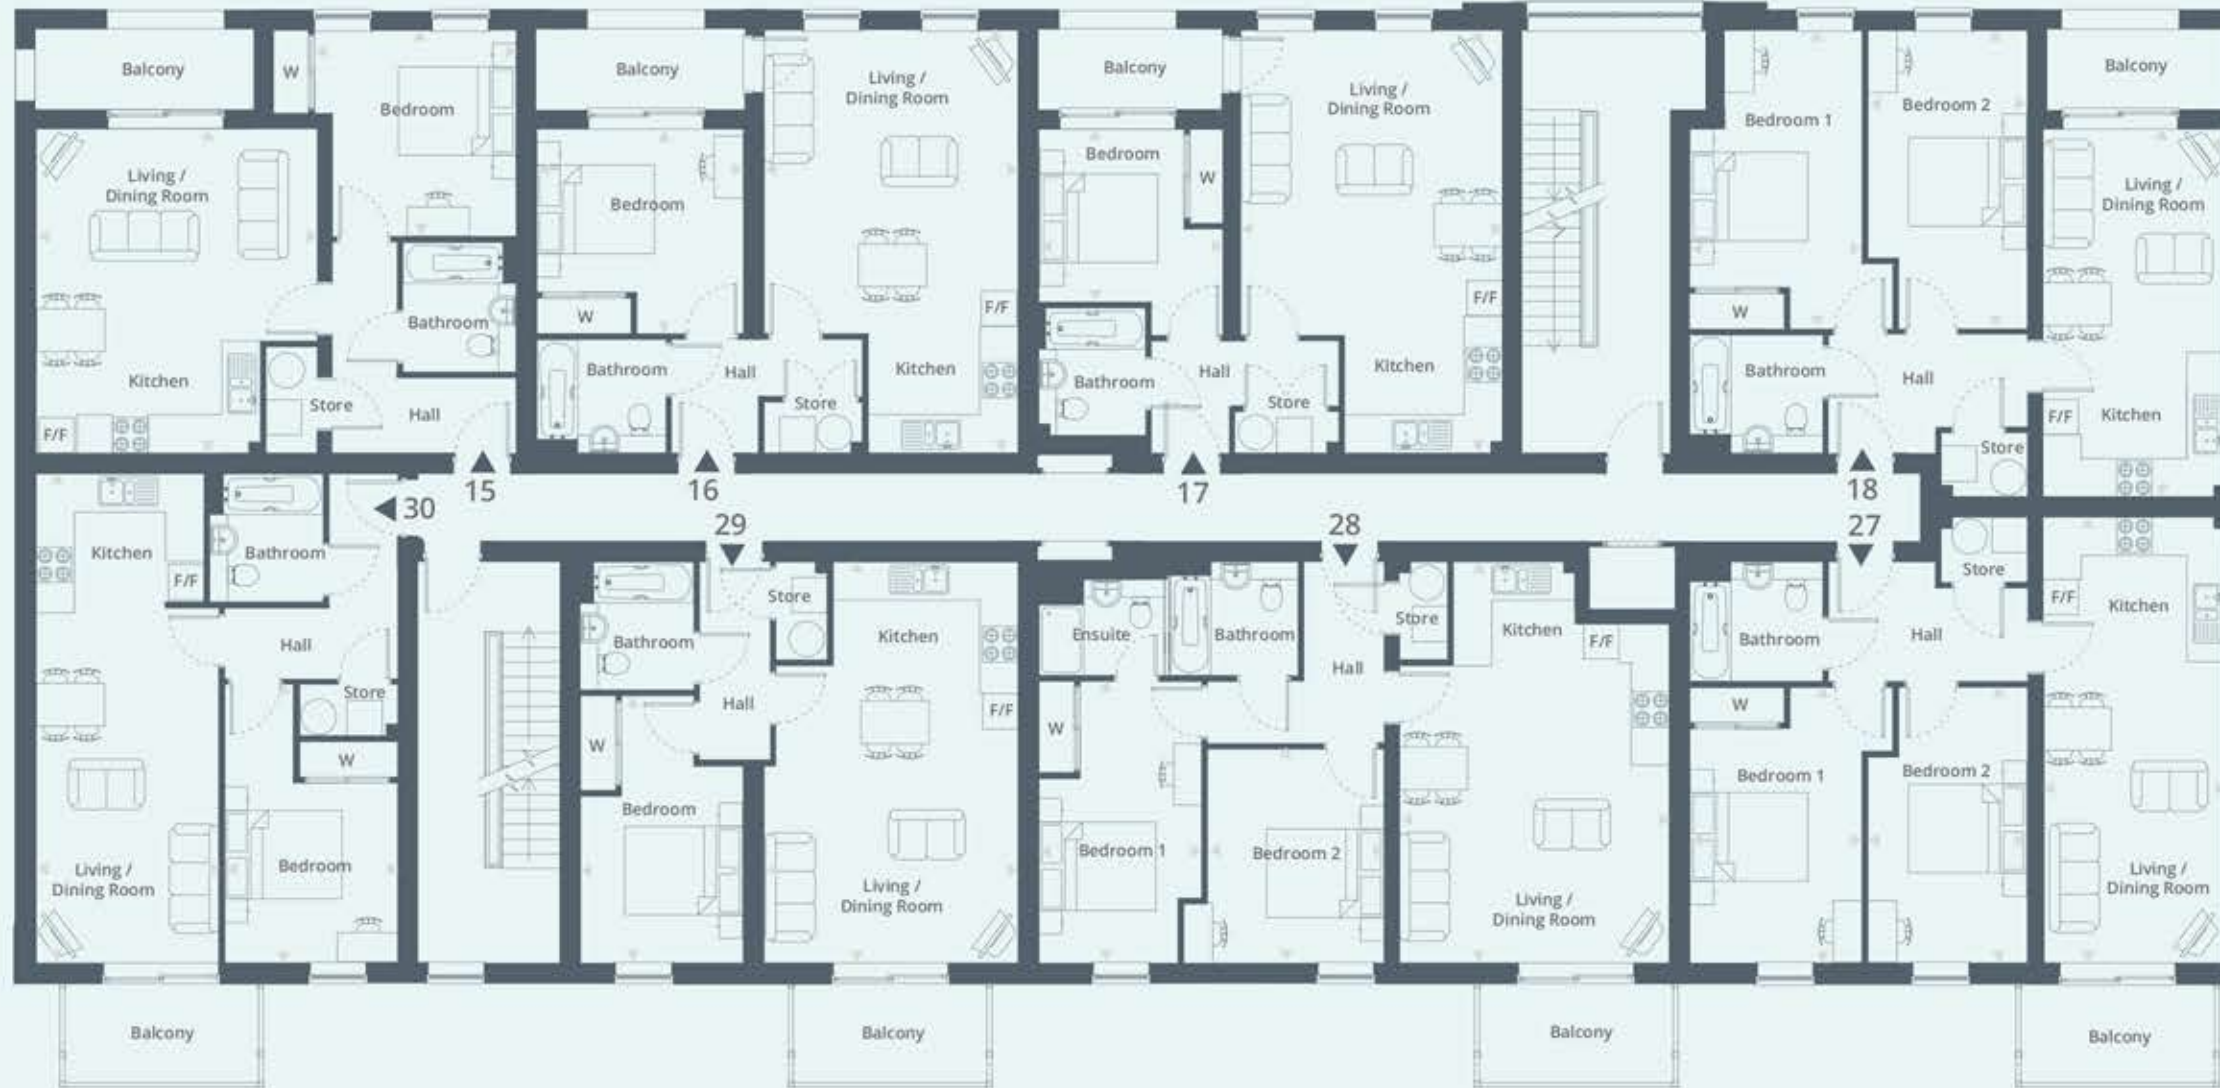 Balcony
W
Bedroom
Living /
Dining Room
Bathroom
Kitchen
Store
Hall
F/F
15
Balcony
Bedroom
W
Living /
Dining Room
F/F
Bathroom
Hall
Kitchen
Store
16
Balcony
Bedroom
W
Living /
Dining Room
F/F
Bathroom
Hall
Kitchen
Store
17
Bedroom 1
Bedroom 2
Balcony
Living /
Dining Room
W
Bathroom
Hall
F/F
Kitchen
Store
18
30
Kitchen
Bathroom
F/F
Hall
Store
W
Bedroom
Living /
Dining Room
Balcony
29
Store
Bathroom
Kitchen
Hall
F/F
W
Bedroom
Living /
Dining Room
Balcony
28
Ensuite
Bathroom
Store
Kitchen
F/F
Hall
W
Bedroom 1
Bedroom 2
Living /
Dining Room
Balcony
27
Store
F/F
Kitchen
Bathroom
Hall
W
Bedroom 1
Bedroom 2
Living /
Dining Room
Balcony